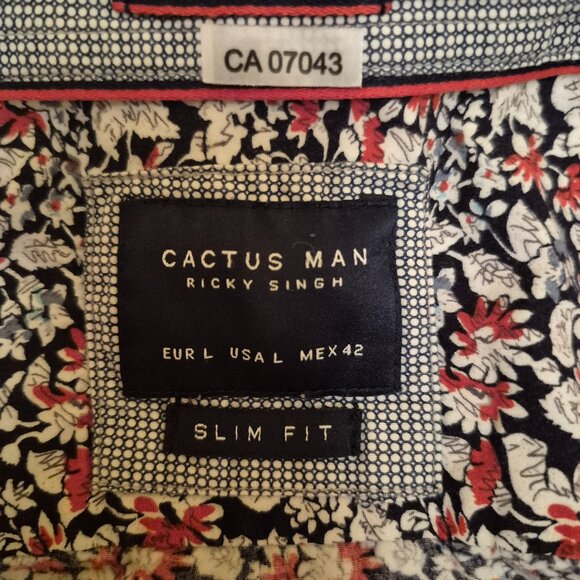 CA 07043
CACTUS MAN
RICKY SINGH
EUR L USA L MEX 42
SLIM FIT